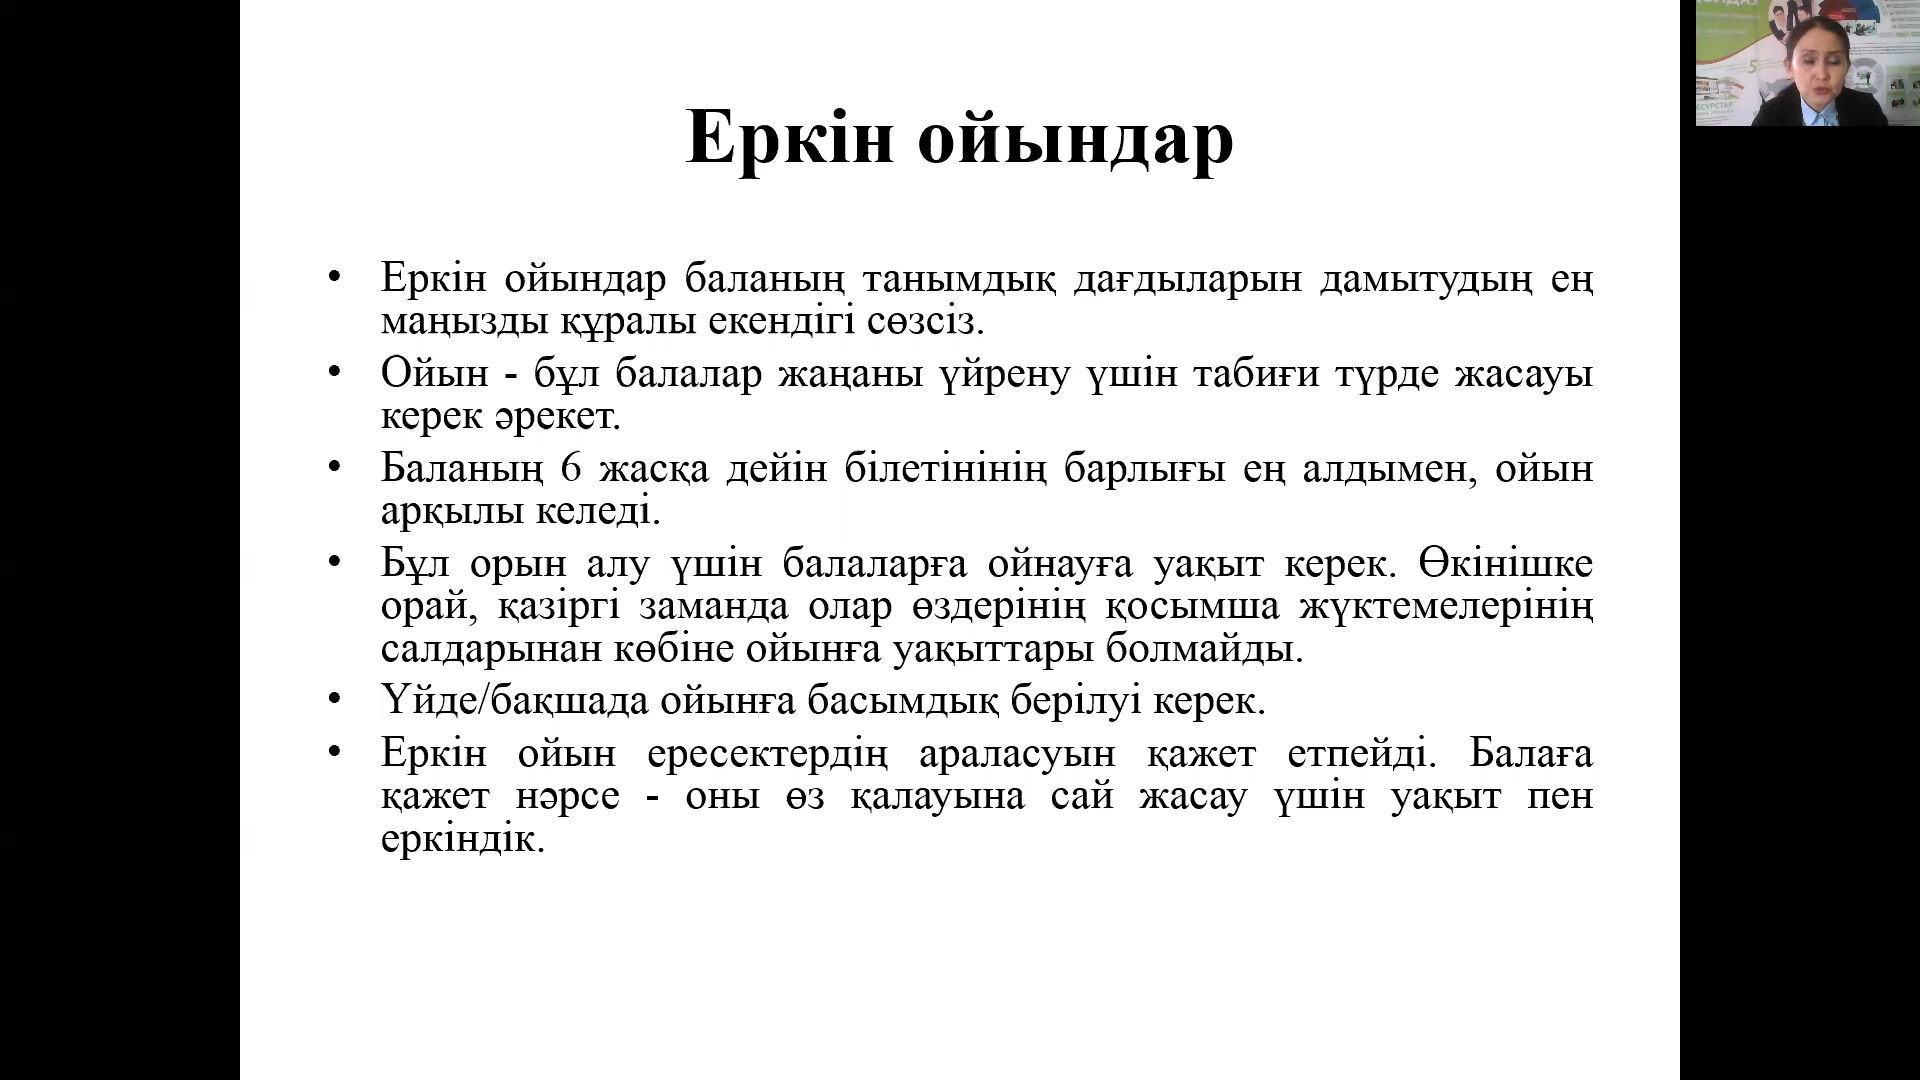 Еркін ойындар
• Еркін ойындар баланың танымдық дағдыларын дамытудың ең
маңызды құралы екендігі сөзсіз.
• Ойын - бұл балалар жаңаны үйрену үшін табиғи түрде жасауы
керек әрекет.
• Баланың 6 жасқа дейін білетінінің барлығы ең алдымен, ойын
арқылы келеді.
• Бұл орын алу үшін балаларға ойнауға уақыт керек. Өкінішке
орай, қазіргі заманда олар өздерінің қосымша жүктемелерінің
салдарынан көбіне ойынға уақыттары болмайды.
• Үйде/бақшада ойынға басымдық берілуі керек.
• Еркін ойын ересектердің араласуын қажет етпейді. Балаға
қажет нәрсе - оны өз қалауына сай жасау үшін уақыт пен
еркіндік.
5